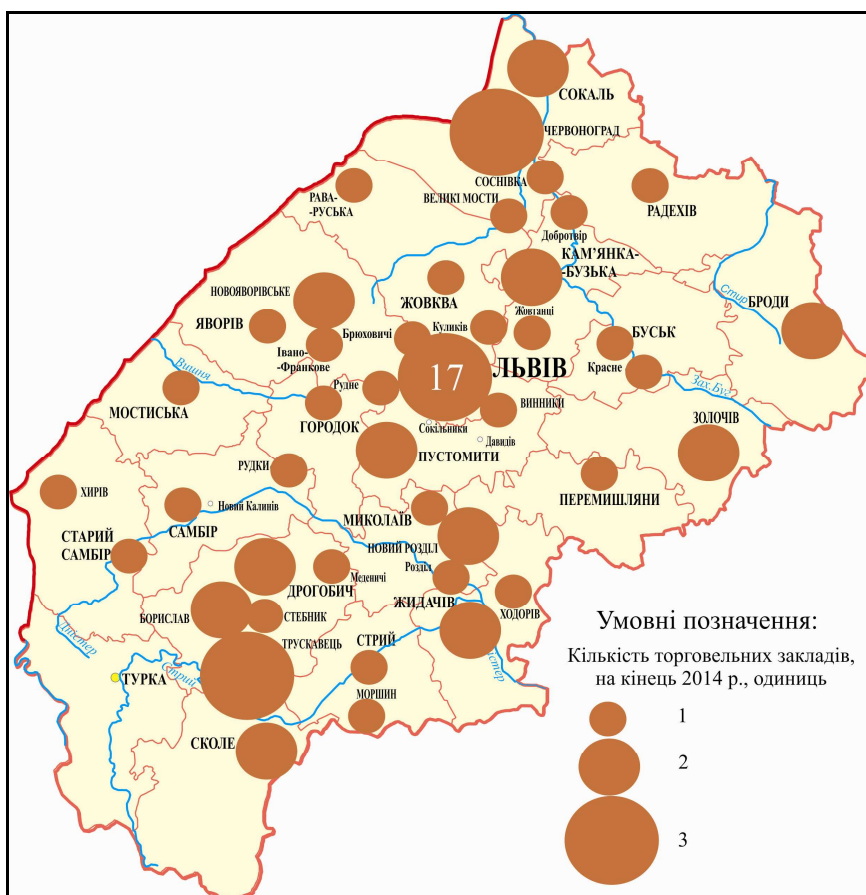 СОКАЛЬ
ЧЕРВОНОГРАД
СОСНІВКА
РАВА-
-РУСЬКА
ВЕЛИКІ МОСТИ
РАДЕХІВ
Добротвір
КАМ’ЯНКА-
-БУЗЬКА
НОВОЯВОРІВСЬКЕ
ЖОВКВА
Стир
БРОДИ
ЯВОРІВ
Брюховичі
Куликів
Жовтанці
БУСЬК
Івано-
-Франкове
ЛЬВІВ
17
Красне
Зах.Буг
Вишня
Рудне
МОСТИСЬКА
ГОРОДОК
ВИННИКИ
Сокільники
Давидів
ЗОЛОЧІВ
ПУСТОМИТИ
РУДКИ
ХИРІВ
ПЕРЕМИШЛЯНИ
Новий Калинів
САМБІР
МИКОЛАЇВ
СТАРИЙ
САМБІР
НОВИЙ РОЗДІЛ
Розділ
Меденичі
ДРОГОБИЧ
ЖИДАЧІВ
ХОДОРІВ
БОРИСЛАВ
СТЕБНИК
Дністер
ністер
ТРУСКАВЕЦЬ
СТРИЙ
Стрий
ТУРКА
МОРШИН
СКОЛЕ
Умовні позначення:
Кількість торговельних закладів,
на кінець 2014 р., одиниць
1
2
3